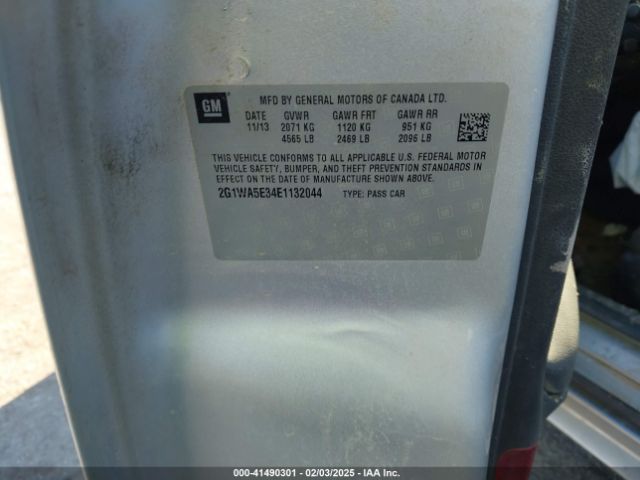 GM
MFD BY GENERAL MOTORS OF CANADA LTD.
DATE GVWR GAWR FRT GAWR RR
11/13 2071 KG 1120 KG 951 KG
4565 LB 2469 LB 2096 LB
THIS VEHICLE CONFORMS TO ALL APPLICABLE U.S. FEDERAL MOTOR
VEHICLE SAFETY, BUMPER, AND THEFT PREVENTION STANDARDS IN
EFFECT ON THE DATE OF MANUFACTURE SHOWN ABOVE.
2G1WA5E34E1132044 TYPE: PASS CAR
000-41490301 - 02/03/2025 - IAA Inc.